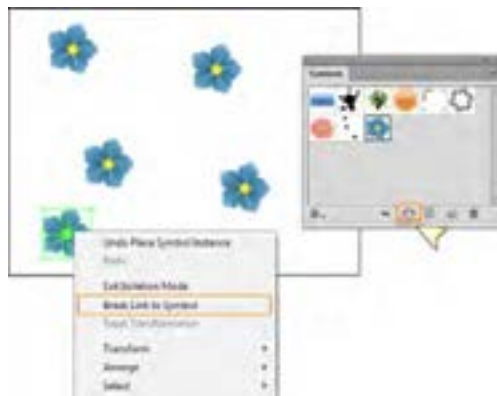 Symbols
Undo Place Symbol Instance
Redo
Exit Isolation Mode
Break Link to Symbol
Reset Transformation
Transform
Arrange
Select